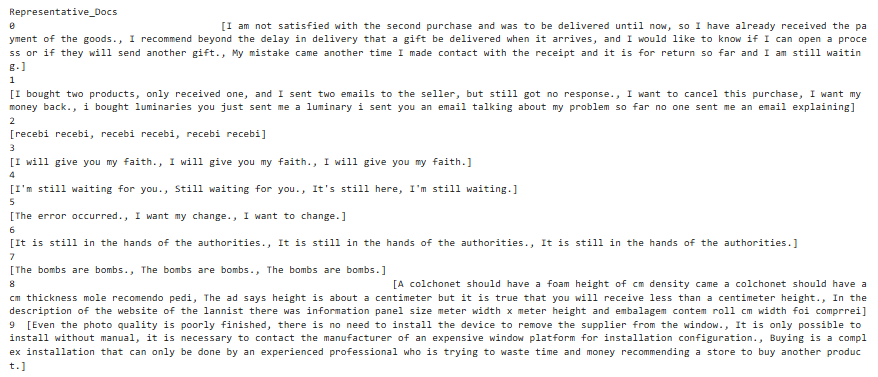 Representative_Docs
0 [I am not satisfied with the second purchase and was to be delivered until now, so I have already received the pa
yment of the goods., I recommend beyond the delay in delivery that a gift be delivered when it arrives, and I would like to know if I can open a proce
ss or if they will send another gift., My mistake came another time I made contact with the receipt and it is for return so far and I am still waitin
g.]
1
[I bought two products, only received one, and I sent two emails to the seller, but still got no response., I want to cancel this purchase, I want my
money back., i bought luminaries you just sent me a luminary i sent you an email talking about my problem so far no one sent me an email explaining]
2
[recebi recebi, recebi recebi, recebi recebi]
3
[I will give you my faith., I will give you my faith., I will give you my faith.]
4
[I'm still waiting for you., Still waiting for you., It's still here, I'm still waiting.]
5
[The error occurred., I want my change., I want to change.]
6
[It is still in the hands of the authorities., It is still in the hands of the authorities., It is still in the hands of the authorities.]
7
[The bombs are bombs., The bombs are bombs., The bombs are bombs.]
8 [A colchonet should have a foam height of cm density came a colchonet should have a
cm thickness mole recomendo pedi, The ad says height is about a centimeter but it is true that you will receive less than a centimeter height., In the
description of the website of the lannist there was information panel size meter width x meter height and embalagem contem roll cm width foi comprrei]
9 [Even the photo quality is poorly finished, there is no need to install the device to remove the supplier from the window., It is only possible to
install without manual, it is necessary to contact the manufacturer of an expensive window platform for installation configuration., Buying is a compl
ex installation that can only be done by an experienced professional who is trying to waste time and money recommending a store to buy another produc
t.]